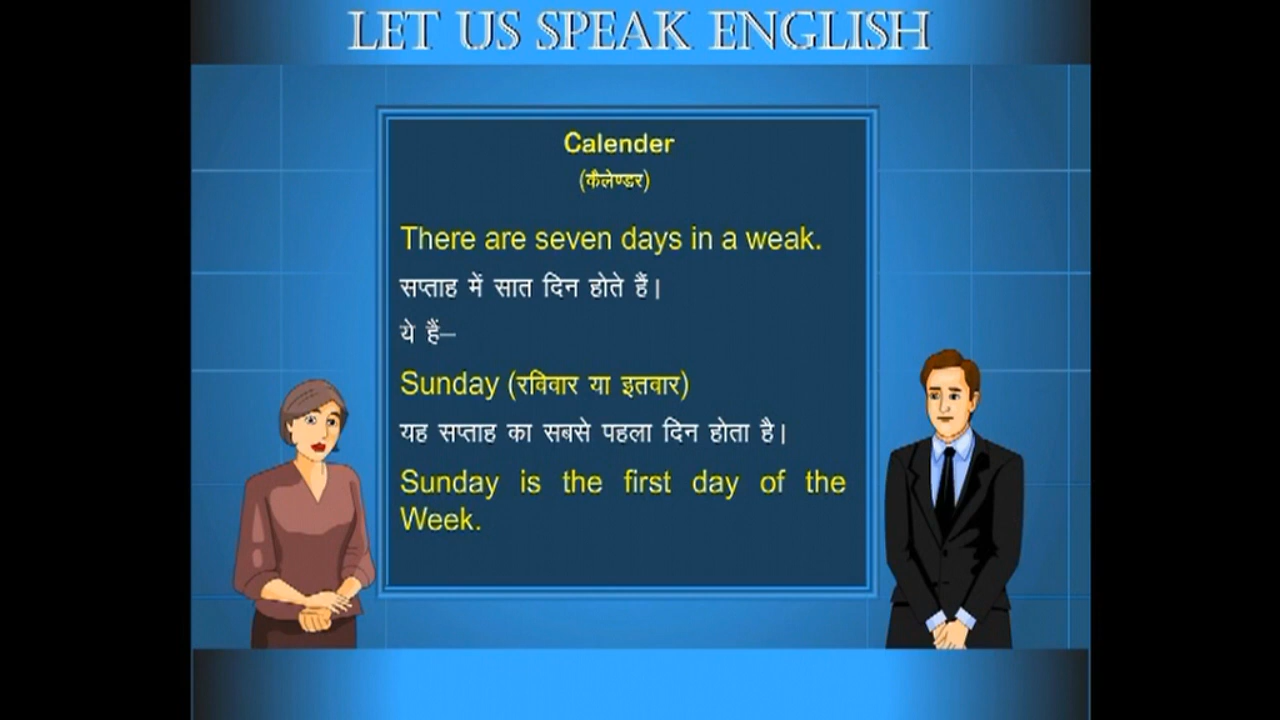 LET US SPEAK ENGLISH
Calender
(कैलेण्डर)
There are seven days in a weak.
सप्ताह में सात दिन होते हैं।
ये हैं–
Sunday (रविवार या इतवार)
यह सप्ताह का सबसे पहला दिन होता है।
Sunday is the first day of the
Week.